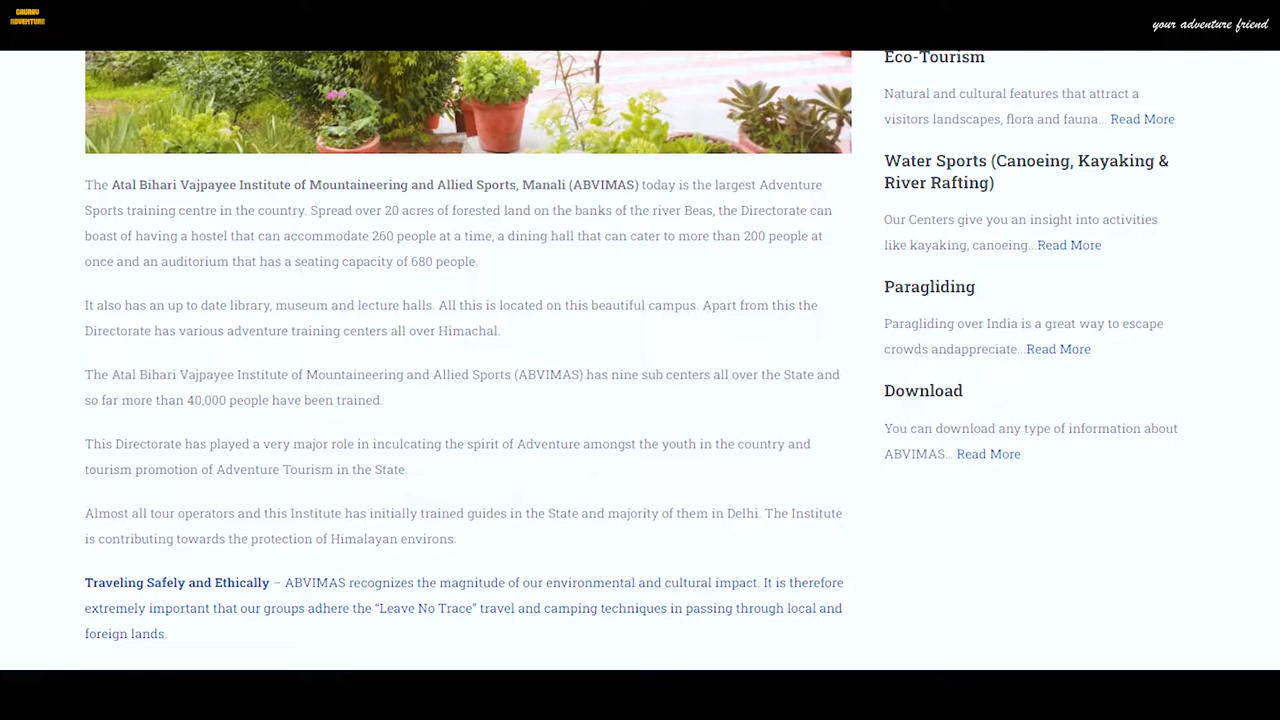 GAURAV
ADVENTURE
your adventure friend
The Atal Bihari Vajpayee Institute of Mountaineering and Allied Sports, Manali (ABVIMAS) today is the largest Adventure
Sports training centre in the country. Spread over 20 acres of forested land on the banks of the river Beas, the Directorate can
boast of having a hostel that can accommodate 260 people at a time, a dining hall that can cater to more than 200 people at
once and an auditorium that has a seating capacity of 680 people.
It also has an up to date library, museum and lecture halls. All this is located on this beautiful campus. Apart from this the
Directorate has various adventure training centers all over Himachal.
The Atal Bihari Vajpayee Institute of Mountaineering and Allied Sports (ABVIMAS) has nine sub centers all over the State and
so far more than 40,000 people have been trained.
This Directorate has played a very major role in inculcating the spirit of Adventure amongst the youth in the country and
tourism promotion of Adventure Tourism in the State.
Almost all tour operators and this Institute has initially trained guides in the State and majority of them in Delhi. The Institute
is contributing towards the protection of Himalayan environs.
Traveling Safely and Ethically – ABVIMAS recognizes the magnitude of our environmental and cultural impact. It is therefore
extremely important that our groups adhere the “Leave No Trace” travel and camping techniques in passing through local and
foreign lands.
Eco-Tourism
Natural and cultural features that attract a
visitors landscapes, flora and fauna... Read More
Water Sports (Canoeing, Kayaking &
River Rafting)
Our Centers give you an insight into activities
like kayaking, canoeing...Read More
Paragliding
Paragliding over India is a great way to escape
crowds andappreciate...Read More
Download
You can download any type of information about
ABVIMAS... Read More